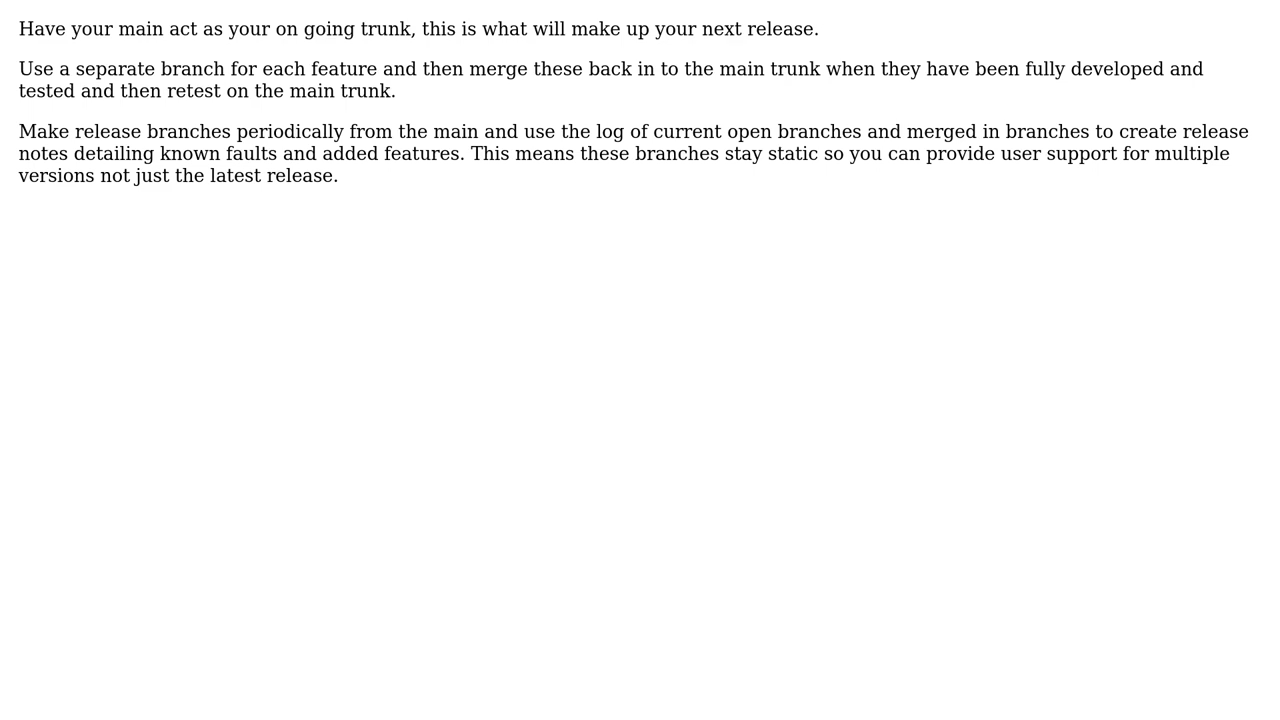 Have your main act as your on going trunk, this is what will make up your next release.
Use a separate branch for each feature and then merge these back in to the main trunk when they have been fully developed and
tested and then retest on the main trunk.
Make release branches periodically from the main and use the log of current open branches and merged in branches to create release
notes detailing known faults and added features. This means these branches stay static so you can provide user support for multiple
versions not just the latest release.